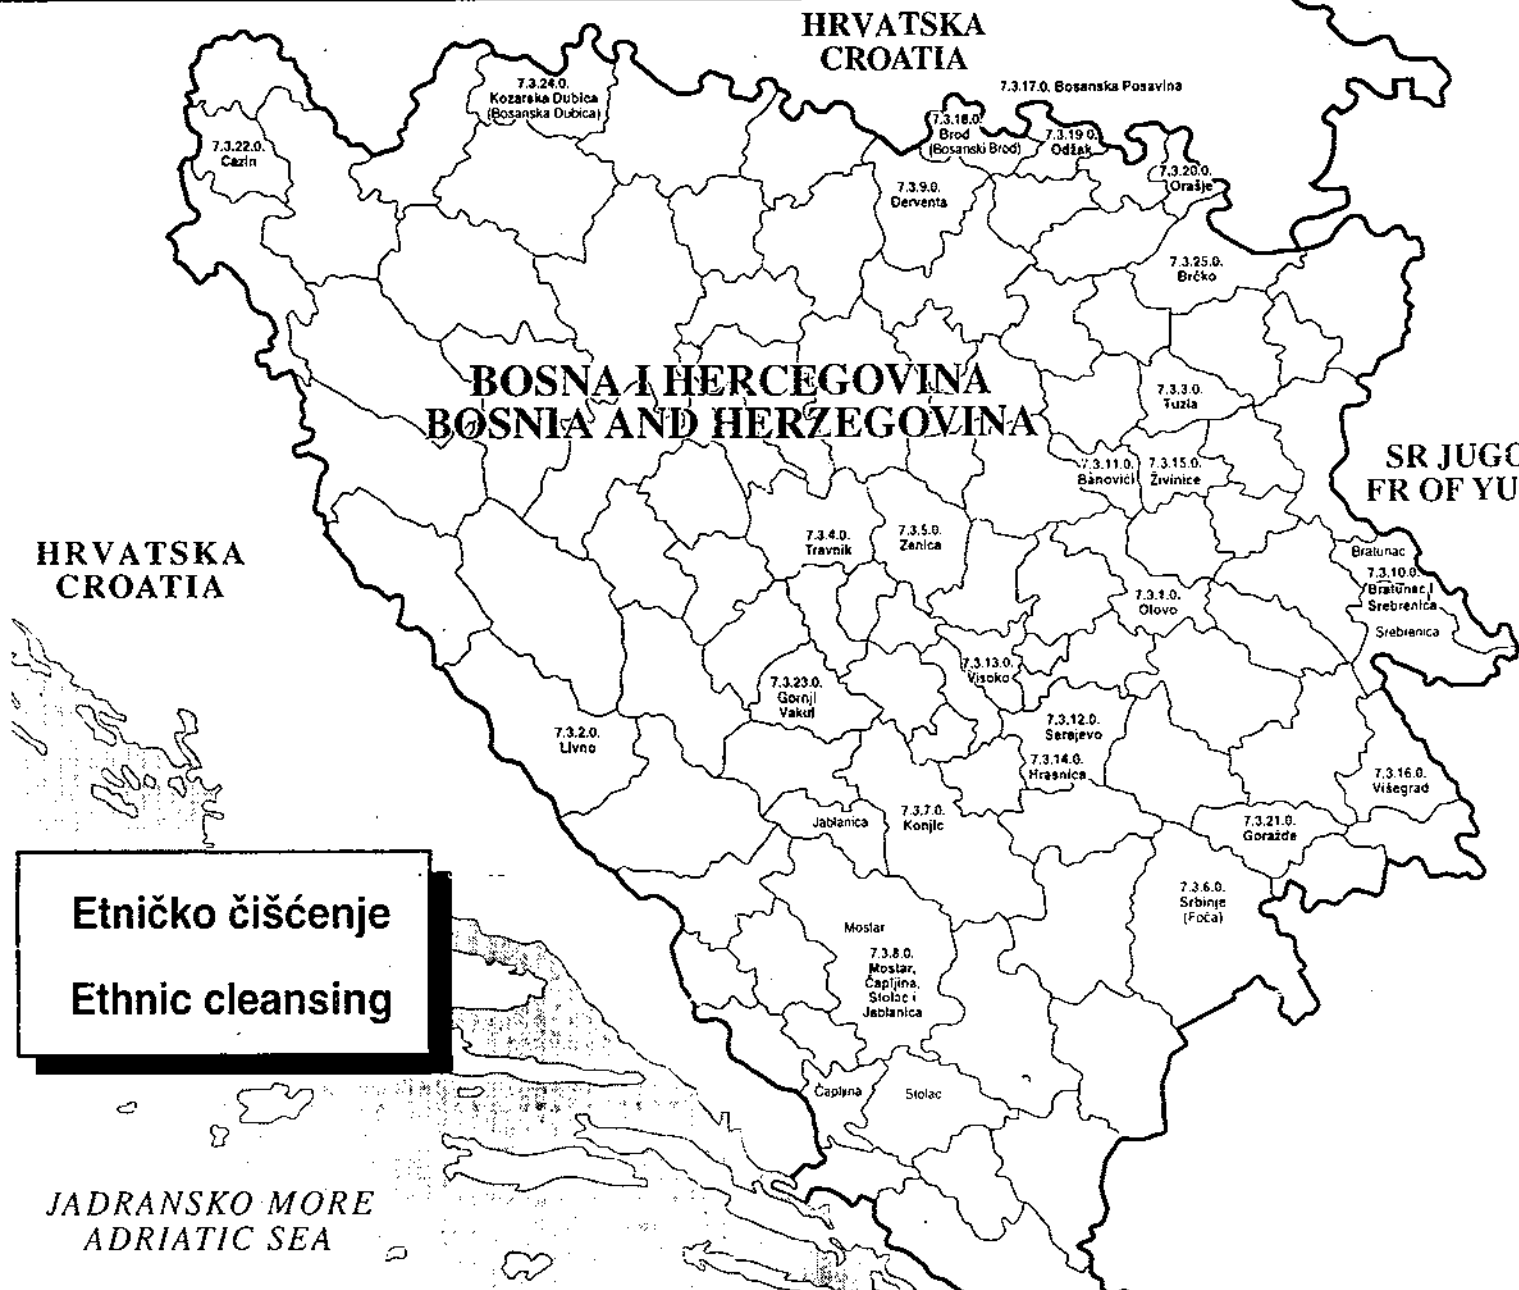 HRVATSKA
CROATIA
7.3.24.0.
Kozarska Dubica
(Bosanska Dubica)
7.3.17.0. Bosanska Posavina
7.3.18.0.
Brod
(Bosanski Brod)
7.3.19 0.
Odžak
7.3.22.0.
Cazin
7.3.20.0.
Orašje
7.3.9.0.
Derventa
7.3.25.0.
Brčko
BOSNA I HERCEGOVINA
BOSNIA AND HERZEGOVINA
7.3.3.0.
Tuzla
7.3.11.0.
Banovići
7.3.15.0.
Živinice
SR JUGO
FR OF YU
HRVATSKA
CROATIA
7.3.4.0.
Travnik
7.3.5.0.
Zenica
Bratunac
7.3.10.0.
Bratunac i
Srebrenica
Srebrenica
7.3.1.0.
Olovo
7.3.13.0.
Visoko
7.3.23.0.
Gornji
Vakuf
7.3.2.0.
Livno
7.3.12.0.
Sarajevo
7.3.14.0.
Hrasnica
7.3.16.0.
Višegrad
Jablanica
7.3.7.0.
Konjic
7.3.21.0.
Goražde
7.3.6.0.
Srbinje
(Foča)
Etničko čišćenje
Ethnic cleansing
Mostar
7.3.8.0.
Mostar,
Čapljina,
Stolac i
Jablanica
Čapljina
Stolac
JADRANSKO MORE
ADRIATIC SEA